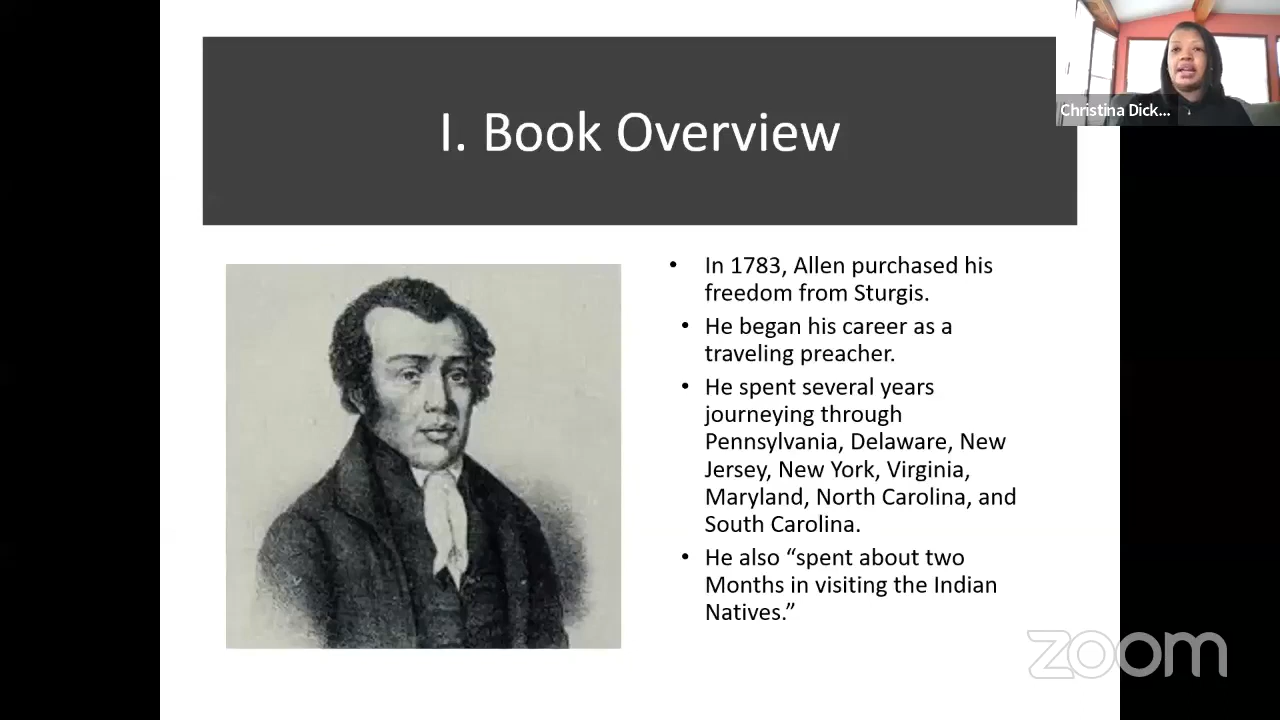 I. Book Overview
Christina Dick...
• In 1783, Allen purchased his
freedom from Sturgis.
• He began his career as a
traveling preacher.
• He spent several years
journeying through
Pennsylvania, Delaware, New
Jersey, New York, Virginia,
Maryland, North Carolina, and
South Carolina.
• He also “spent about two
Months in visiting the Indian
Natives.”
zoom